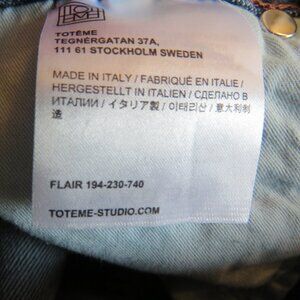 TOTEME
TOTÊME
TEGNÉRGATAN 37A,
111 61 STOCKHOLM SWEDEN
MADE IN ITALY / FABRIQUÉ EN ITALIE /
HERGESTELLT IN ITALIEN / СДЕЛАНО В
ИТАЛИИ / イタリア製 / 이태리산 / 意大利
制
FLAIR 194-230-740
TOTEME-STUDIO.COM